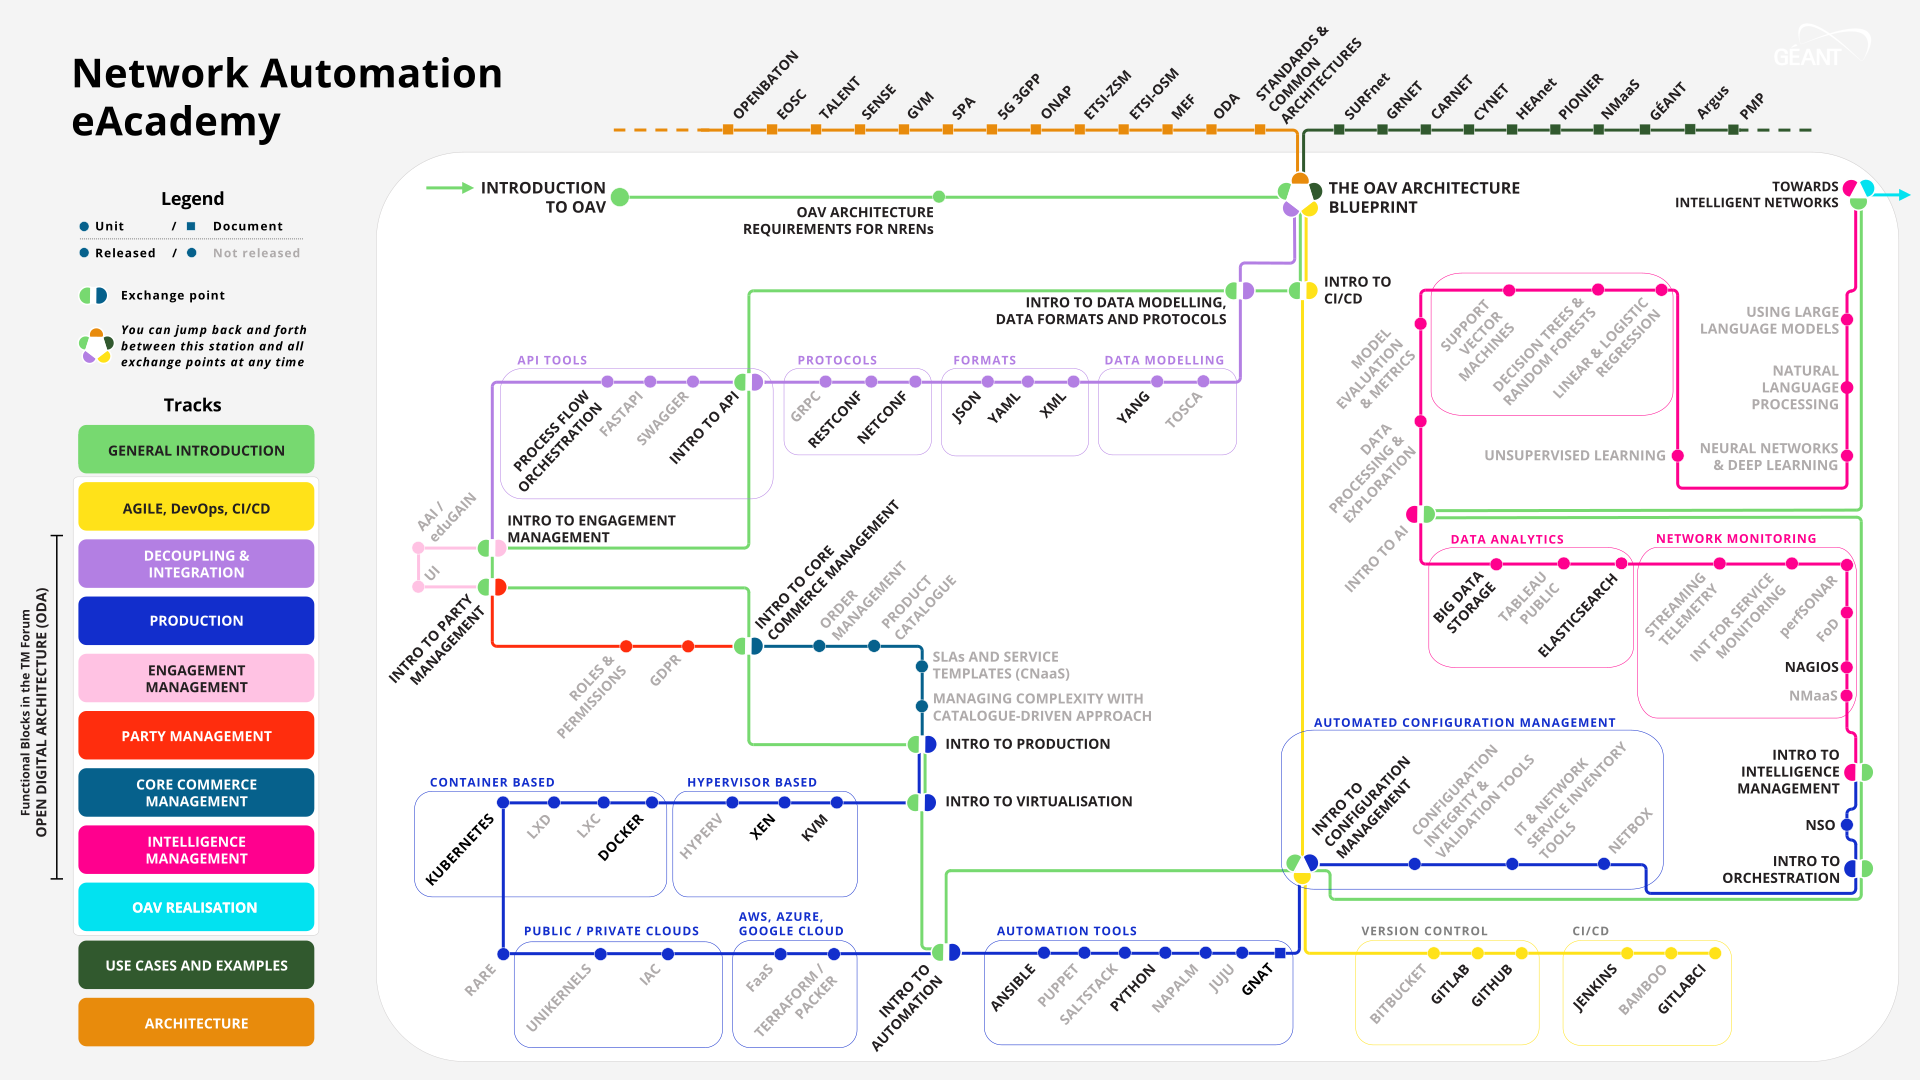 Network Automation
eAcademy
Legend
Unit / Document
Released / Not released
Exchange point
You can jump back and forth
between this station and all
exchange points at any time
Tracks
GENERAL INTRODUCTION
AGILE, DevOps, CI/CD
DECOUPLING &
INTEGRATION
PRODUCTION
ENGAGEMENT
MANAGEMENT
PARTY MANAGEMENT
CORE COMMERCE
MANAGEMENT
INTELLIGENCE
MANAGEMENT
OAV REALISATION
USE CASES AND EXAMPLES
ARCHITECTURE
Functional Blocks in the TM Forum
OPEN DIGITAL ARCHITECTURE (ODA)
OPENBATON
EOSC
TALENT
SENSE
GVM
SPA
5G 3GPP
ONAP
ETSI-ZSM
ETSI-OSM
MEF
ODA
STANDARDS &
COMMON
ARCHITECTURES
SURFnet
GRNET
CARNET
CYNET
HEAnet
PIONIER
NMaaS
GÉANT
Argus
PMP
GÉANT
INTRODUCTION
TO OAV
OAV ARCHITECTURE
REQUIREMENTS FOR NRENs
THE OAV ARCHITECTURE
BLUEPRINT
TOWARDS
INTELLIGENT NETWORKS
INTRO TO
CI/CD
INTRO TO DATA MODELLING,
DATA FORMATS AND PROTOCOLS
API TOOLS
PROCESS FLOW
ORCHESTRATION
FASTAPI
SWAGGER
INTRO TO API
PROTOCOLS
GRPC
RESTCONF
NETCONF
FORMATS
JSON
YAML
XML
DATA MODELLING
YANG
TOSCA
MODEL
EVALUATION
& METRICS
SUPPORT
VECTOR
MACHINES
DECISION TREES &
RANDOM FORESTS
LINEAR & LOGISTIC
REGRESSION
USING LARGE
LANGUAGE MODELS
NATURAL
LANGUAGE
PROCESSING
NEURAL NETWORKS
& DEEP LEARNING
UNSUPERVISED LEARNING
DATA
PROCESSING &
EXPLORATION
INTRO TO AI
AAI /
eduGAIN
UI
INTRO TO ENGAGEMENT
MANAGEMENT
INTRO TO PARTY
MANAGEMENT
ROLES &
PERMISSIONS
GDPR
INTRO TO CORE
COMMERCE MANAGEMENT
ORDER
MANAGEMENT
PRODUCT
CATALOGUE
SLAs AND SERVICE
TEMPLATES (CNaaS)
MANAGING COMPLEXITY WITH
CATALOGUE-DRIVEN APPROACH
INTRO TO PRODUCTION
INTRO TO VIRTUALISATION
DATA ANALYTICS
BIG DATA
STORAGE
TABLEAU
PUBLIC
ELASTICSEARCH
NETWORK MONITORING
STREAMING
TELEMETRY
INT FOR SERVICE
MONITORING
perfSONAR
FoD
NAGIOS
NMaaS
INTRO TO
INTELLIGENCE
MANAGEMENT
NSO
INTRO TO
ORCHESTRATION
AUTOMATED CONFIGURATION MANAGEMENT
INTRO TO
CONFIGURATION
MANAGEMENT
CONFIGURATION
INTEGRITY &
VALIDATION TOOLS
IT & NETWORK
SERVICE INVENTORY
TOOLS
NETBOX
CONTAINER BASED
KUBERNETES
LXD
LXC
DOCKER
HYPERVISOR BASED
HYPERV
XEN
KVM
RARE
PUBLIC / PRIVATE CLOUDS
UNIKERNELS
IAC
AWS, AZURE,
GOOGLE CLOUD
FaaS
TERRAFORM /
PACKER
INTRO TO
AUTOMATION
AUTOMATION TOOLS
ANSIBLE
PUPPET
SALTSTACK
PYTHON
NAPALM
JUJU
GNAT
VERSION CONTROL
BITBUCKET
GITLAB
GITHUB
CI/CD
JENKINS
BAMBOO
GITLABCI